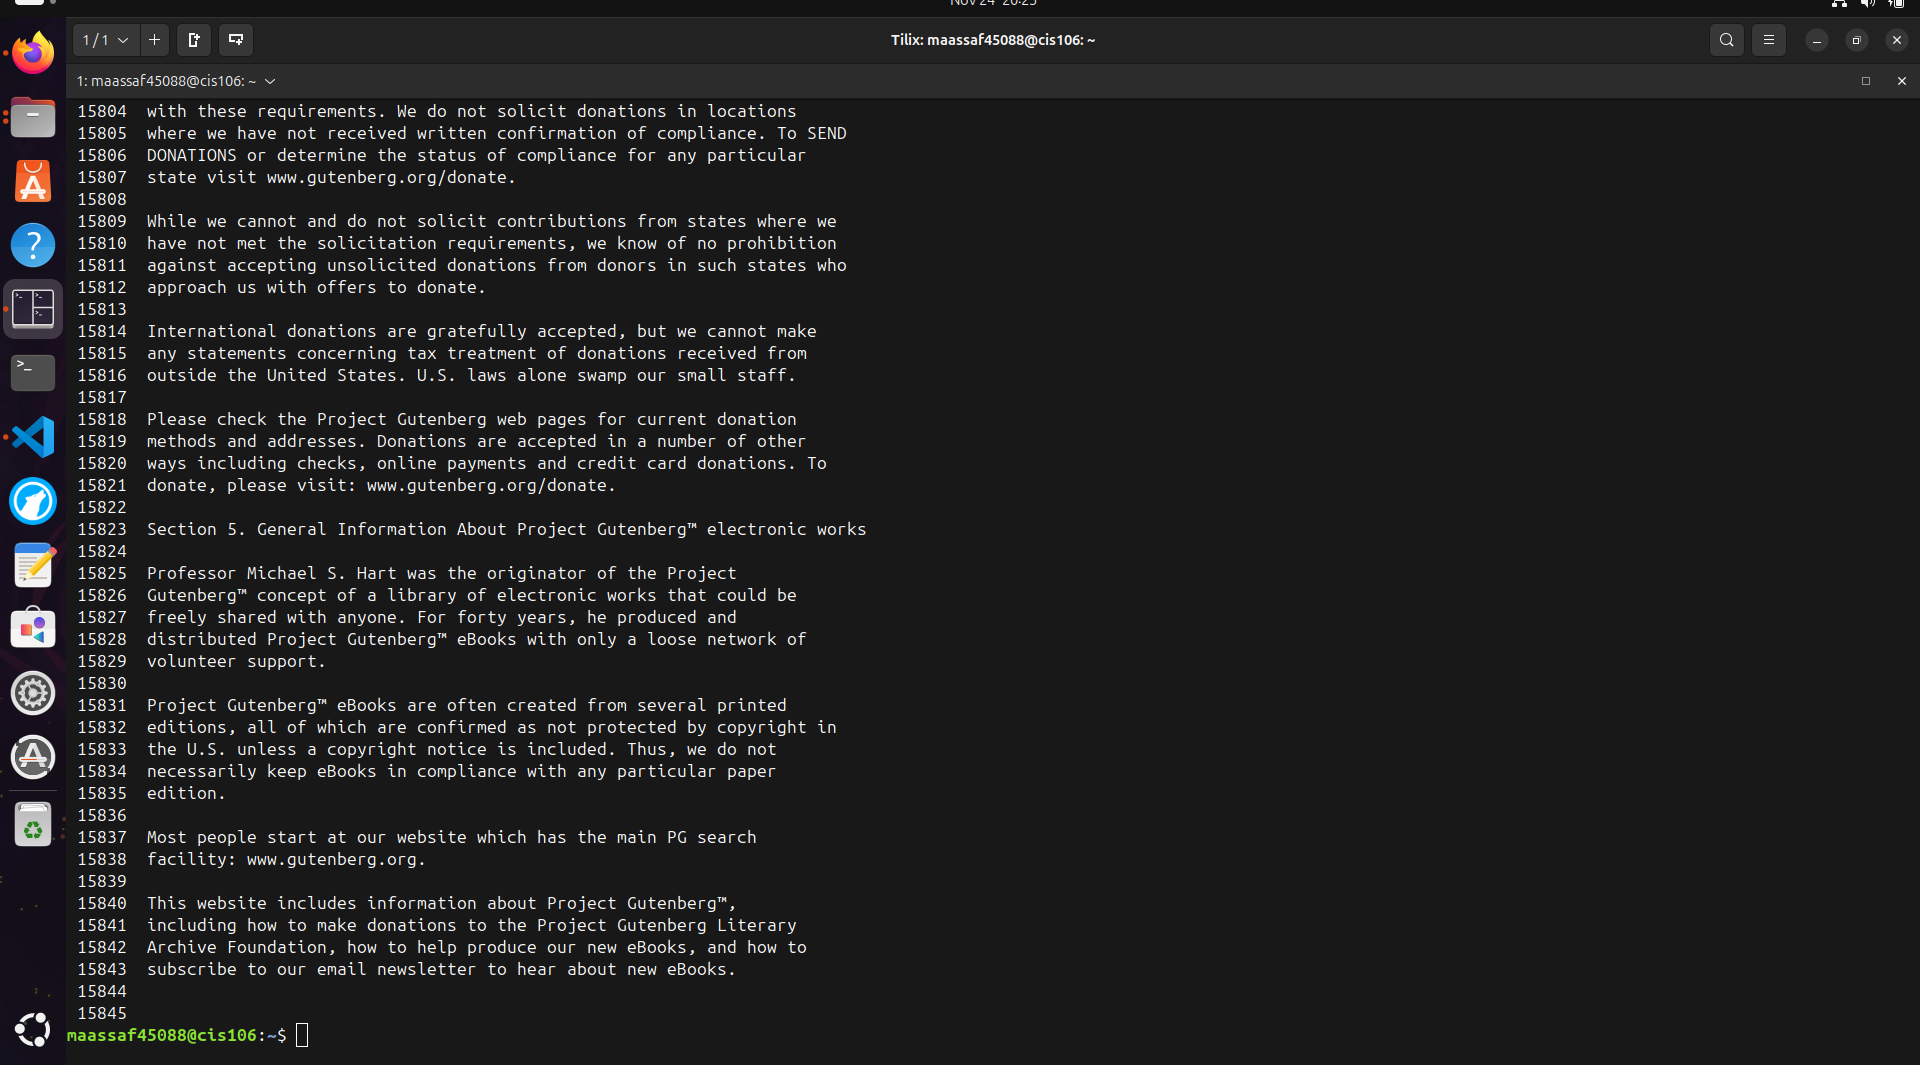 Nov 24 20:25
1 / 1
Tilix: maassaf45088@cis106: ~
1: maassaf45088@cis106: ~
15804 with these requirements. We do not solicit donations in locations
15805 where we have not received written confirmation of compliance. To SEND
15806 DONATIONS or determine the status of compliance for any particular
15807 state visit www.gutenberg.org/donate.
15808
15809 While we cannot and do not solicit contributions from states where we
15810 have not met the solicitation requirements, we know of no prohibition
15811 against accepting unsolicited donations from donors in such states who
15812 approach us with offers to donate.
15813
15814 International donations are gratefully accepted, but we cannot make
15815 any statements concerning tax treatment of donations received from
15816 outside the United States. U.S. laws alone swamp our small staff.
15817
15818 Please check the Project Gutenberg web pages for current donation
15819 methods and addresses. Donations are accepted in a number of other
15820 ways including checks, online payments and credit card donations. To
15821 donate, please visit: www.gutenberg.org/donate.
15822
15823 Section 5. General Information About Project Gutenberg™ electronic works
15824
15825 Professor Michael S. Hart was the originator of the Project
15826 Gutenberg™ concept of a library of electronic works that could be
15827 freely shared with anyone. For forty years, he produced and
15828 distributed Project Gutenberg™ eBooks with only a loose network of
15829 volunteer support.
15830
15831 Project Gutenberg™ eBooks are often created from several printed
15832 editions, all of which are confirmed as not protected by copyright in
15833 the U.S. unless a copyright notice is included. Thus, we do not
15834 necessarily keep eBooks in compliance with any particular paper
15835 edition.
15836
15837 Most people start at our website which has the main PG search
15838 facility: www.gutenberg.org.
15839
15840 This website includes information about Project Gutenberg™,
15841 including how to make donations to the Project Gutenberg Literary
15842 Archive Foundation, how to help produce our new eBooks, and how to
15843 subscribe to our email newsletter to hear about new eBooks.
15844
15845
maassaf45088@cis106:~$